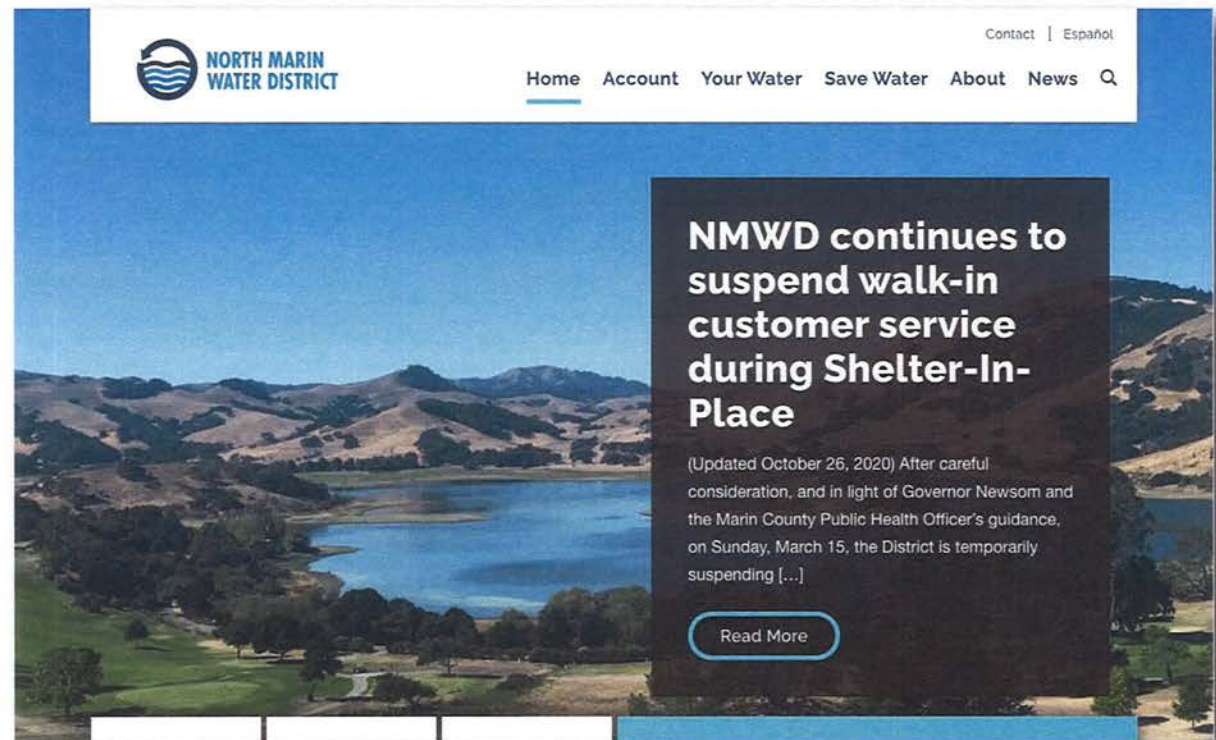 Contact | Español
NORTH MARIN
WATER DISTRICT
Home Account Your Water Save Water About News
NMWD continues to
suspend walk-in
customer service
during Shelter-In-
Place
(Updated October 26, 2020) After careful
consideration, and in light of Governor Newsom and
the Marin County Public Health Officer's guidance,
on Sunday, March 15, the District is temporarily
suspending [...]
Read More